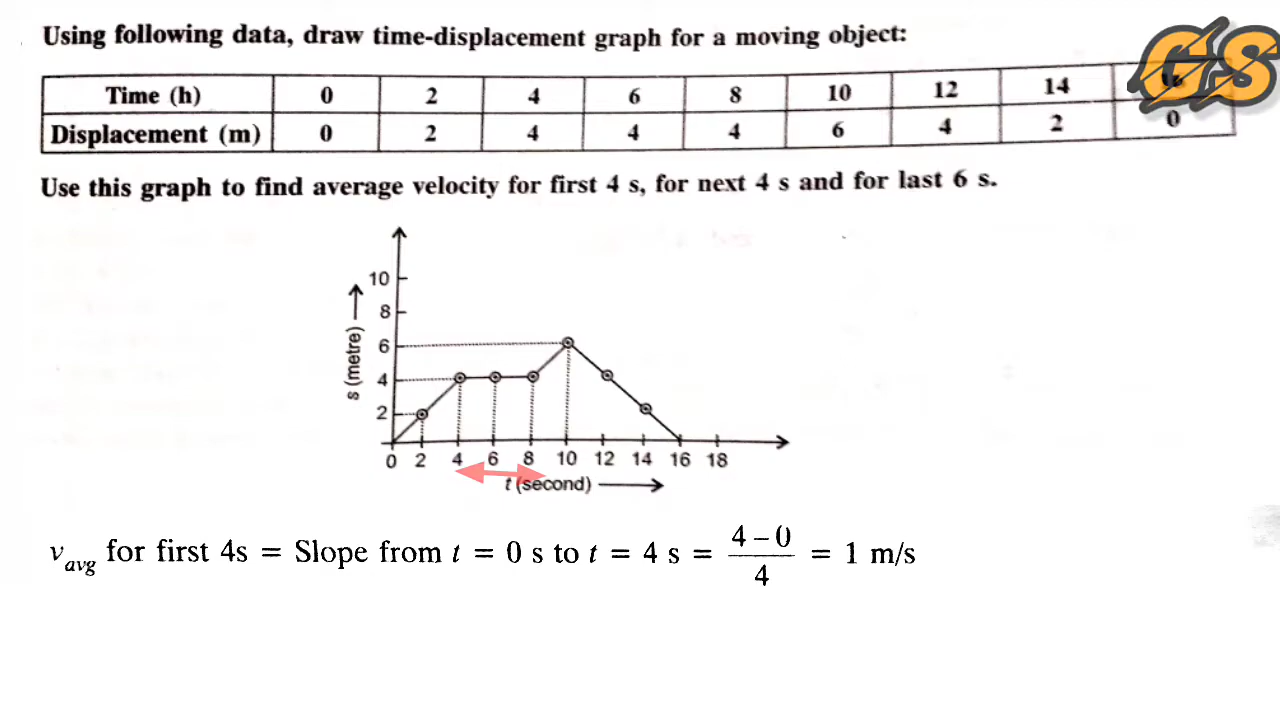 Using following data, draw time-displacement graph for a moving object:
GS
Time (h) 0 2 4 6 8 10 12 14
Displacement (m) 0 2 4 4 4 6 4 2 0
Use this graph to find average velocity for first 4 s, for next 4 s and for last 6 s.
10
8
6
4
2
s (metre)
0 2 4 6 8 10 12 14 16 18
t (second)
v_avg for first 4s = Slope from t = 0 s to t = 4 s = (4 – 0)/4 = 1 m/s